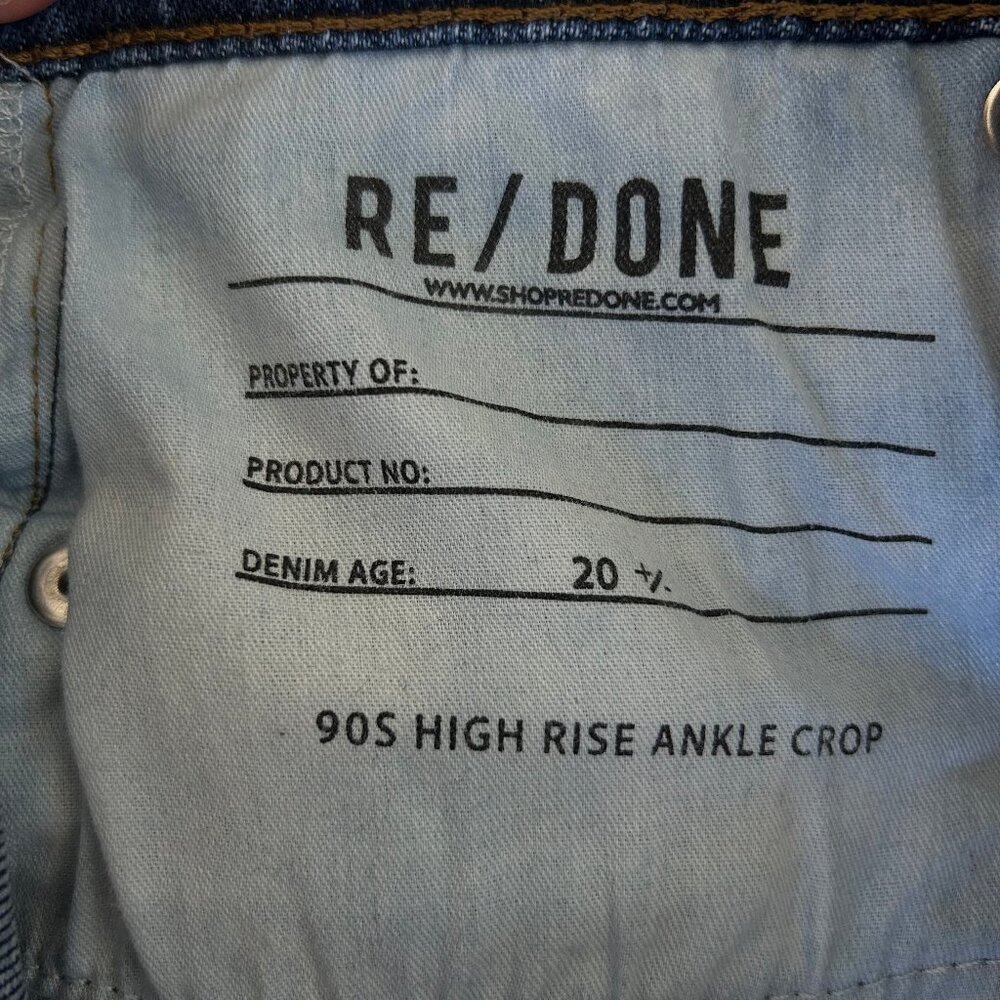 RE/DONE
WWW.SHOPREDONE.COM
PROPERTY OF:
PRODUCT NO:
DENIM AGE: 20 +/-
90S HIGH RISE ANKLE CROP